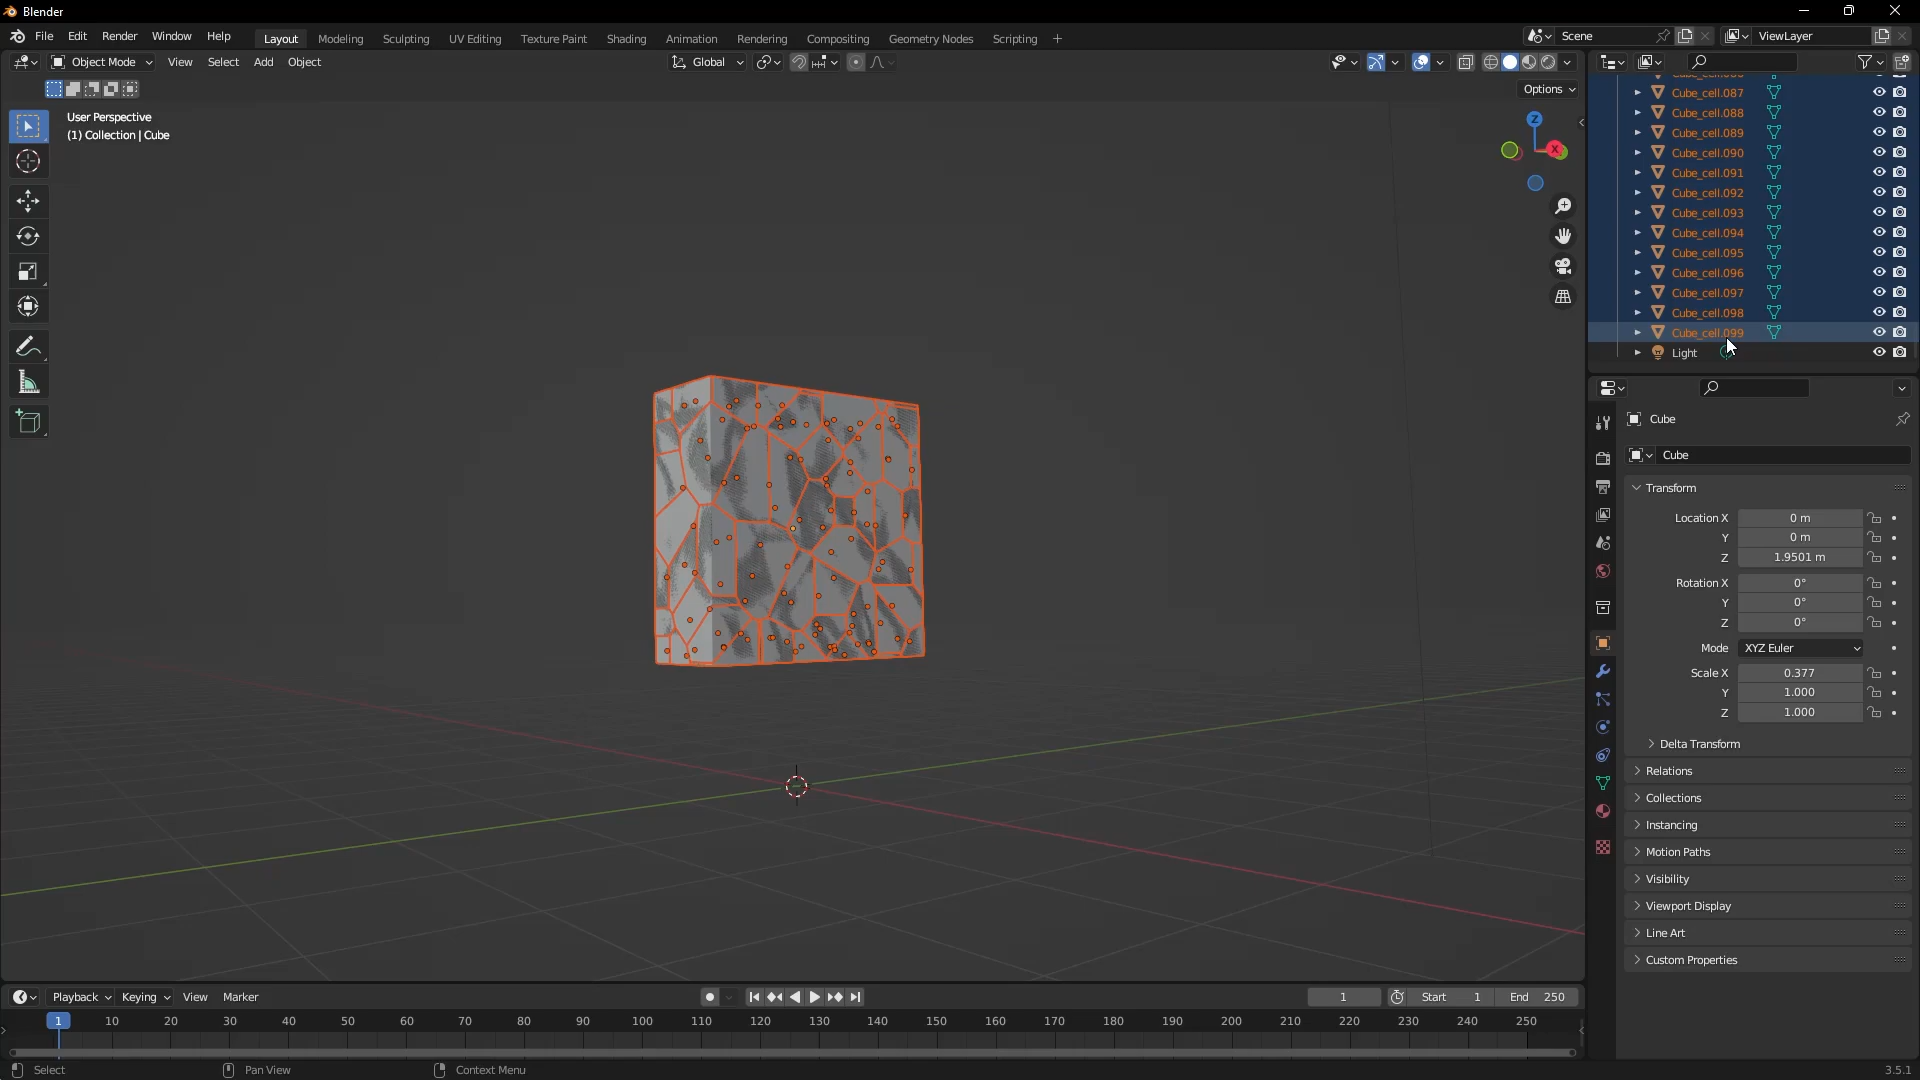 Blender
File Edit Render Window Help Layout Modeling Sculpting UV Editing Texture Paint Shading Animation Rendering Compositing Geometry Nodes Scripting + Scene ViewLayer
Object Mode View Select Add Object Global
Options
User Perspective
(1) Collection | Cube
Z
X
Cube_cell.087
Cube_cell.088
Cube_cell.089
Cube_cell.090
Cube_cell.091
Cube_cell.092
Cube_cell.093
Cube_cell.094
Cube_cell.095
Cube_cell.096
Cube_cell.097
Cube_cell.098
Cube_cell.099
Light
Cube
Cube
Transform
Location X 0 m
Y 0 m
Z 1.9501 m
Rotation X 0°
Y 0°
Z 0°
Mode XYZ Euler
Scale X 0.377
Y 1.000
Z 1.000
Delta Transform
Relations
Collections
Instancing
Motion Paths
Visibility
Viewport Display
Line Art
Custom Properties
Playback Keying View Marker 1 Start 1 End 250
1 10 20 30 40 50 60 70 80 90 100 110 120 130 140 150 160 170 180 190 200 210 220 230 240 250
Select Pan View Context Menu 3.5.1